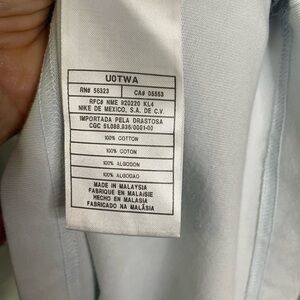 U0TWA
RN# 56323 CA# 05553
RFC# NME 920220 KL4
NIKE DE MEXICO, S.A. DE C.V.
IMPORTADA PELA DRASTOSA
CGC 61.088.936/0001-00
100% COTTON
100% COTON
100% ALGODON
100% ALGODAO
MADE IN MALAYSIA
FABRIQUE EN MALAISIE
HECHO EN MALASIA
FABRICADO NA MALÁSIA